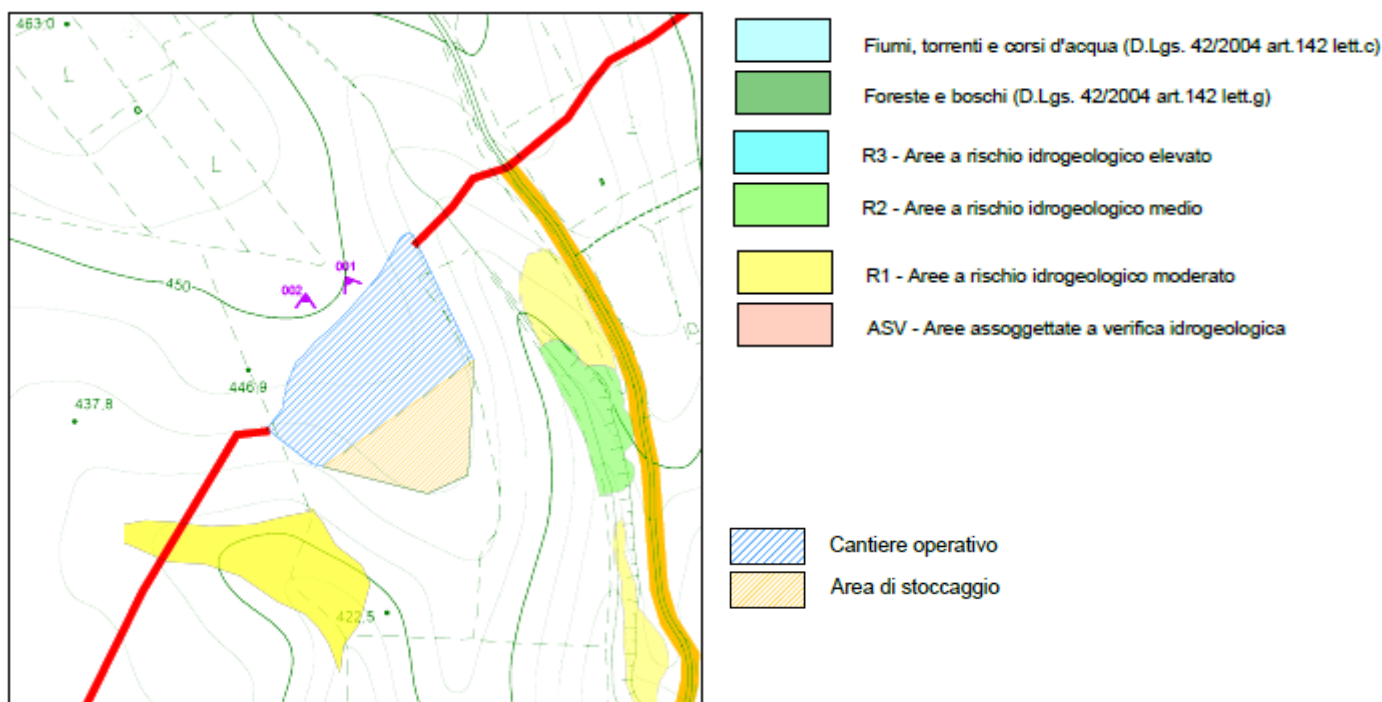 463.0
L
L
001
002
450
446,9
437,8
422,5
Fiumi, torrenti e corsi d'acqua (D.Lgs. 42/2004 art.142 lett.c)
Foreste e boschi (D.Lgs. 42/2004 art.142 lett.g)
R3 - Aree a rischio idrogeologico elevato
R2 - Aree a rischio idrogeologico medio
R1 - Aree a rischio idrogeologico moderato
ASV - Aree assoggettate a verifica idrogeologica
Cantiere operativo
Area di stoccaggio